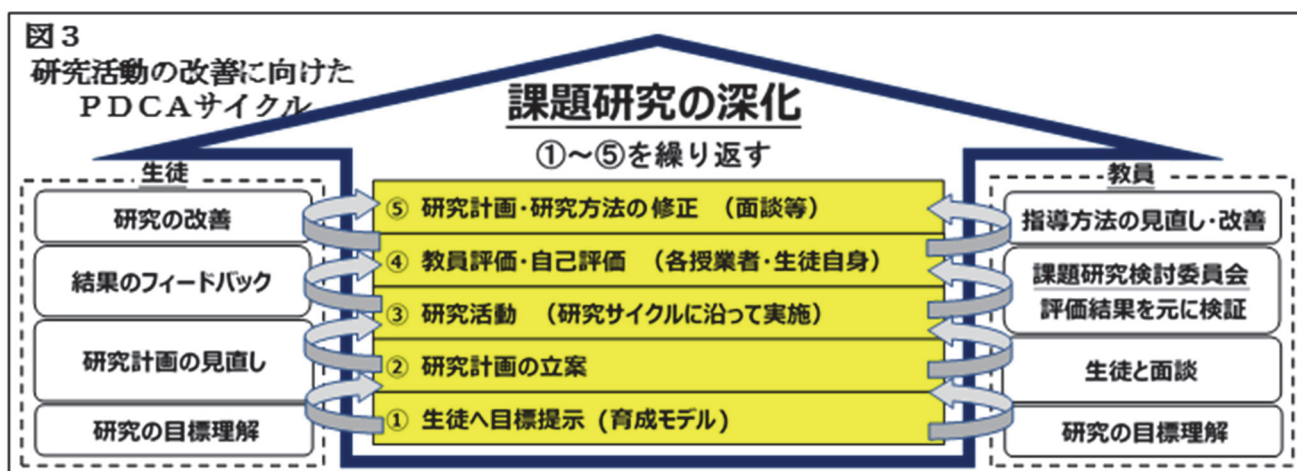 図3
研究活動の改善に向けた
PDCAサイクル
課題研究の深化
①～⑤を繰り返す
生徒
研究の改善
結果のフィードバック
研究計画の見直し
研究の目標理解
⑤ 研究計画・研究方法の修正 （面談等）
④ 教員評価・自己評価 （各授業者・生徒自身）
③ 研究活動 （研究サイクルに沿って実施）
② 研究計画の立案
① 生徒へ目標提示 (育成モデル)
教員
指導方法の見直し・改善
課題研究検討委員会
評価結果を元に検証
生徒と面談
研究の目標理解